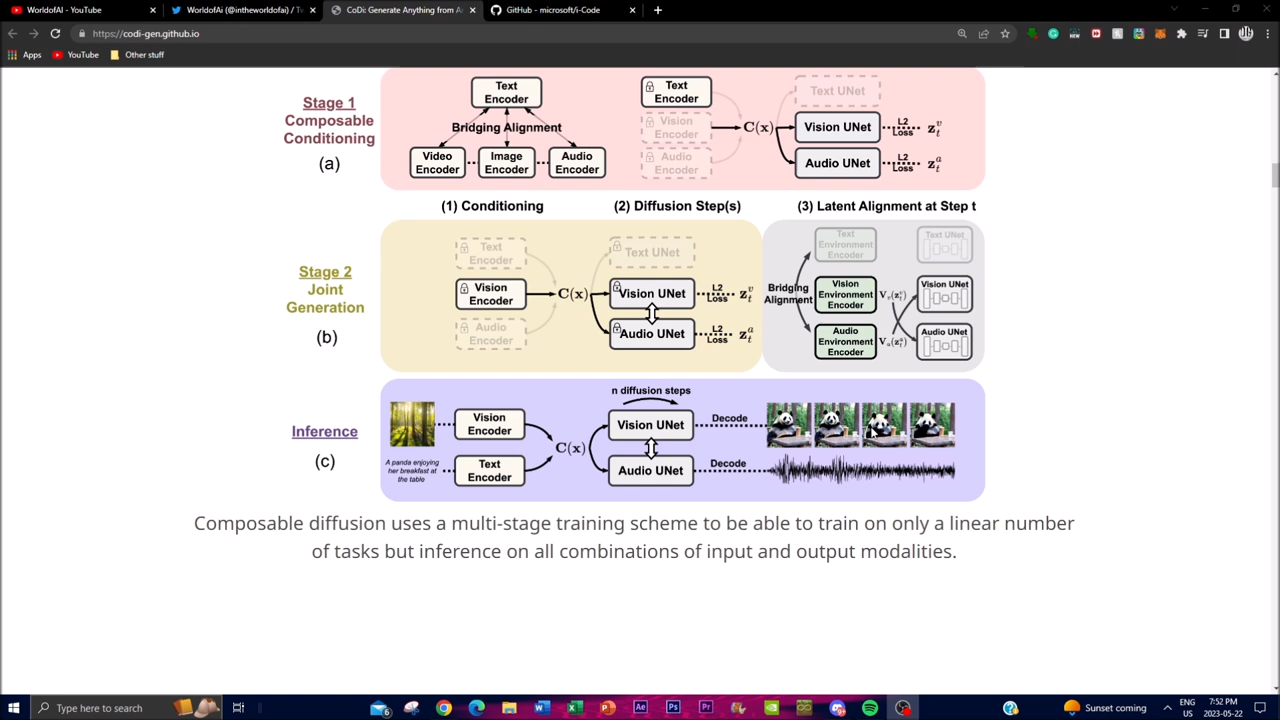 WorldofAI - YouTube
WorldofAi (@intheworldofai) / Tw
CoDi: Generate Anything from A
GitHub - microsoft/i-Code
https://codi-gen.github.io
Apps
YouTube
Other stuff
Stage 1
Composable
Conditioning
(a)
Text
Encoder
Bridging Alignment
Video
Encoder
Image
Encoder
Audio
Encoder
Text
Encoder
Vision
Encoder
Audio
Encoder
C(x)
Text UNet
Vision UNet
Audio UNet
L2
Loss
z_t^v
L2
Loss
z_t^a
(1) Conditioning
(2) Diffusion Step(s)
(3) Latent Alignment at Step t
Stage 2
Joint
Generation
(b)
Text
Encoder
Vision
Encoder
Audio
Encoder
C(x)
Text UNet
Vision UNet
Audio UNet
L2
Loss
z_t^v
L2
Loss
z_t^a
Bridging
Alignment
Text
Environment
Encoder
Vision
Environment
Encoder
Audio
Environment
Encoder
Text UNet
Vision UNet
Audio UNet
Inference
(c)
A panda enjoying
her breakfast at
the table
Vision
Encoder
Text
Encoder
C(x)
n diffusion steps
Vision UNet
Audio UNet
Decode
Decode
Composable diffusion uses a multi-stage training scheme to be able to train on only a linear number
of tasks but inference on all combinations of input and output modalities.
Type here to search
Sunset coming
ENG
US
7:52 PM
2023-05-22